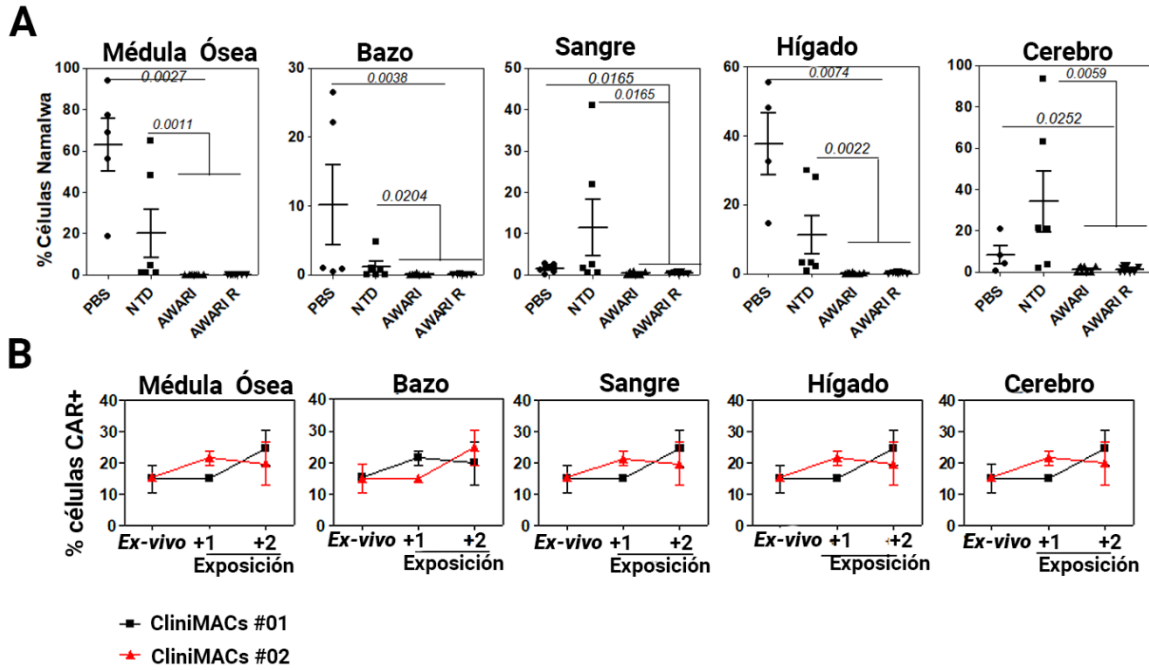 A
Médula Ósea
Bazo
Sangre
Hígado
Cerebro
% Células Namalwa
100
80
60
40
20
0
0.0027
0.0011
PBS
NTD
AWARI
AWARI R
30
20
10
0
0.0038
0.0204
PBS
NTD
AWARI
AWARI R
50
40
30
20
10
0
0.0165
0.0165
PBS
NTD
AWARI
AWARI R
60
40
20
0
0.0074
0.0022
PBS
NTD
AWARI
AWARI R
100
80
60
40
20
0
0.0059
0.0252
PBS
NTD
AWARI
AWARI R
B
Médula Ósea
Bazo
Sangre
Hígado
Cerebro
% células CAR+
40
30
20
10
0
Ex-vivo +1 +2
Exposición
40
30
20
10
0
Ex-vivo +1 +2
Exposición
40
30
20
10
0
Ex-vivo +1 +2
Exposición
40
30
20
10
0
Ex-vivo +1 +2
Exposición
40
30
20
10
0
Ex-vivo +1 +2
Exposición
CliniMACs #01
CliniMACs #02